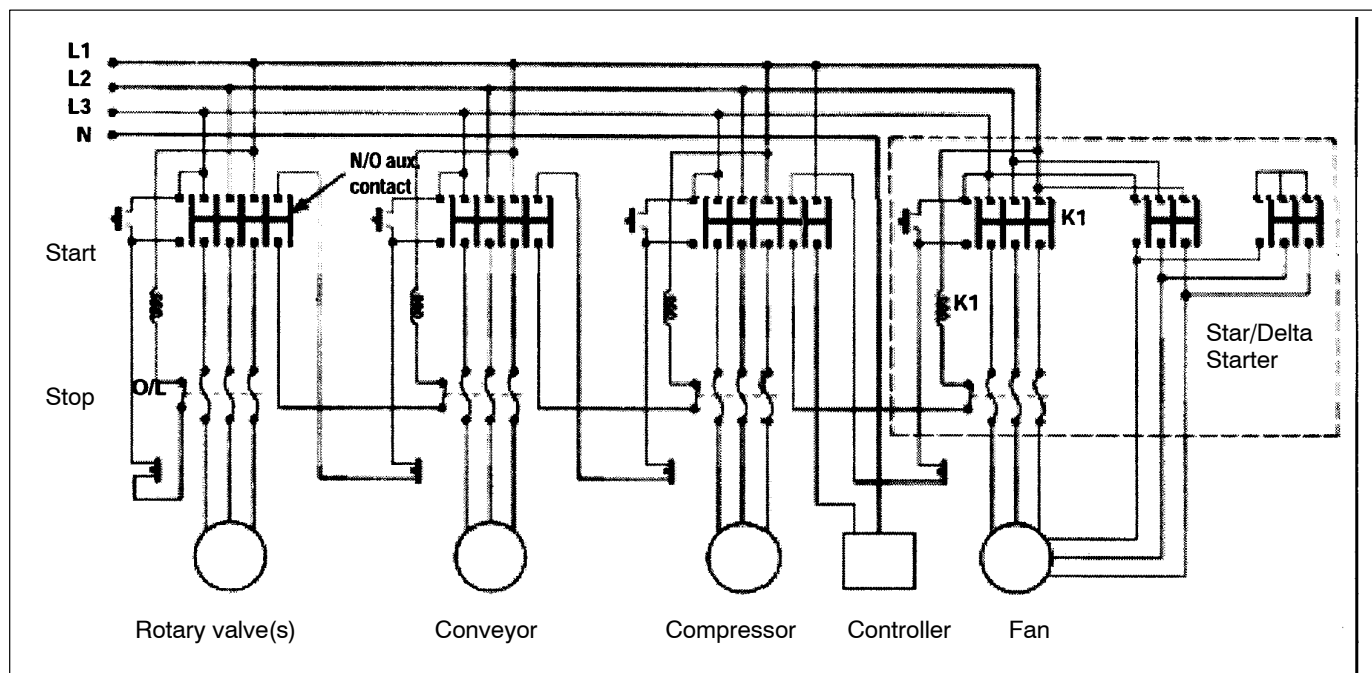 L1
L2
L3
N
N/O aux.
contact
K1
Start
K1
Star/Delta
Starter
O/L
Stop
Rotary valve(s) Conveyor Compressor Controller Fan